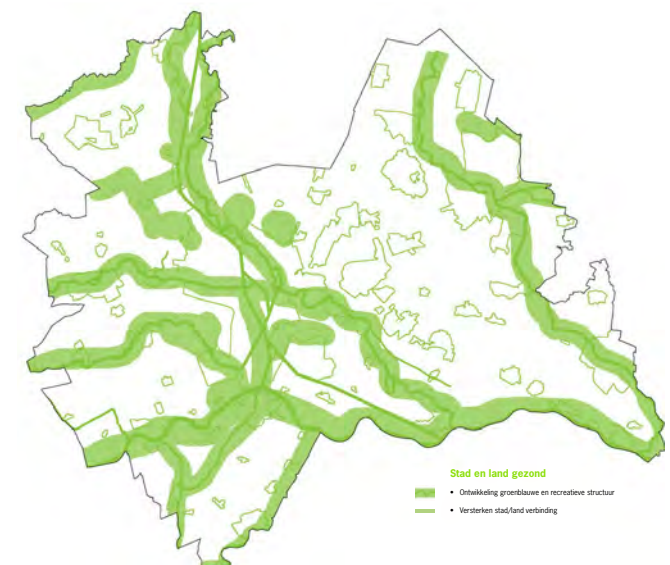 Stad en land gezond
• Ontwikkeling groenblauwe en recreatieve structuur
• Versterken stad/land verbinding